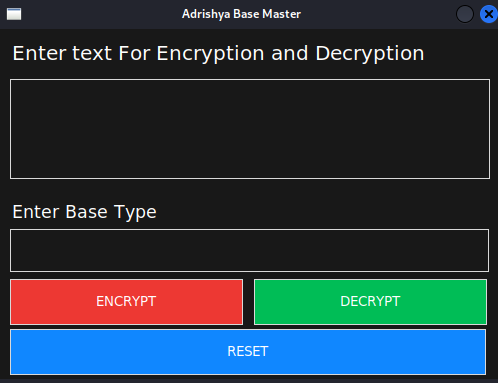 Adrishya Base Master
Enter text For Encryption and Decryption
Enter Base Type
ENCRYPT DECRYPT
RESET